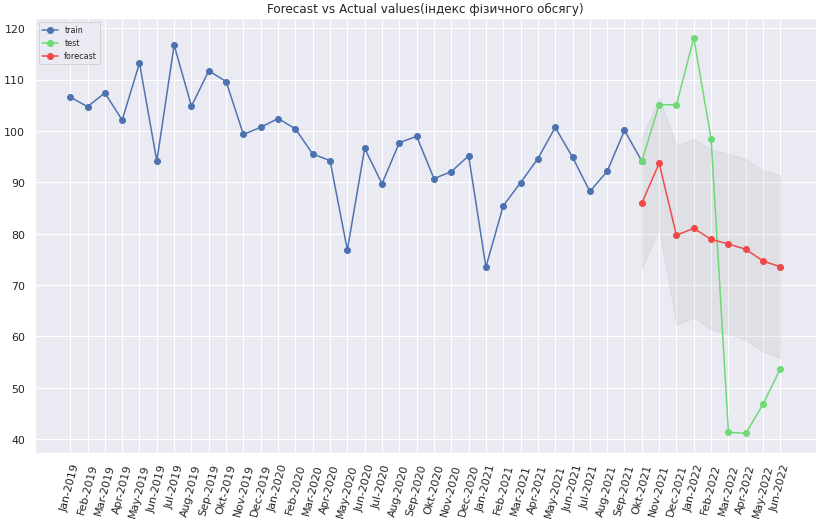 Forecast vs Actual values(індекс фізичного обсягу)
train
test
forecast
120
110
100
90
80
70
60
50
40
Jan-2019
Feb-2019
Mar-2019
Apr-2019
May-2019
Jun-2019
Jul-2019
Aug-2019
Sep-2019
Okt-2019
Nov-2019
Dec-2019
Jan-2020
Feb-2020
Mar-2020
Apr-2020
May-2020
Jun-2020
Jul-2020
Aug-2020
Sep-2020
Okt-2020
Nov-2020
Dec-2020
Jan-2021
Feb-2021
Mar-2021
Apr-2021
May-2021
Jun-2021
Jul-2021
Aug-2021
Sep-2021
Okt-2021
Nov-2021
Dec-2021
Jan-2022
Feb-2022
Mar-2022
Apr-2022
May-2022
Jun-2022